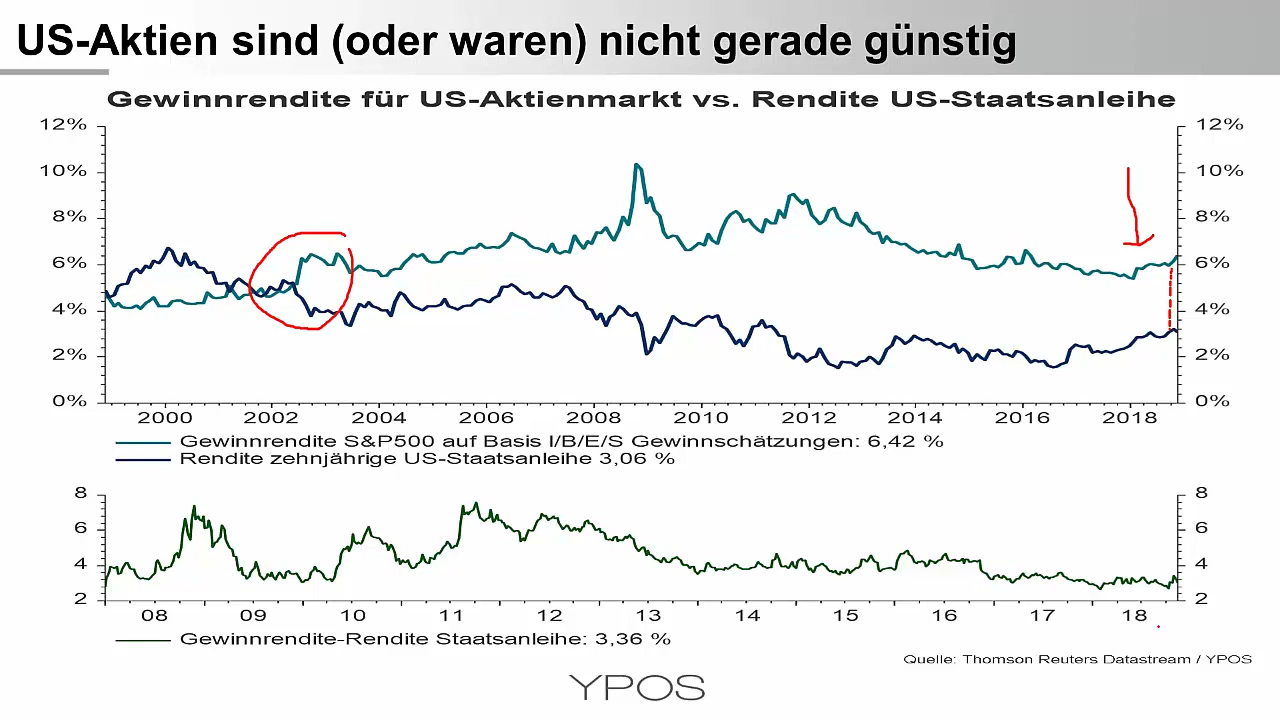 US-Aktien sind (oder waren) nicht gerade günstig
Gewinnrendite für US-Aktienmarkt vs. Rendite US-Staatsanleihe
12% 12%
10% 10%
8% 8%
6% 6%
4% 4%
2% 2%
0% 0%
2000 2002 2004 2006 2008 2010 2012 2014 2016 2018
Gewinnrendite S&P500 auf Basis I/B/E/S Gewinnschätzungen: 6,42 %
Rendite zehnjährige US-Staatsanleihe 3,06 %
8 8
6 6
4 4
2 2
08 09 10 11 12 13 14 15 16 17 18
Gewinnrendite-Rendite Staatsanleihe: 3,36 %
Quelle: Thomson Reuters Datastream / YPOS
YPOS